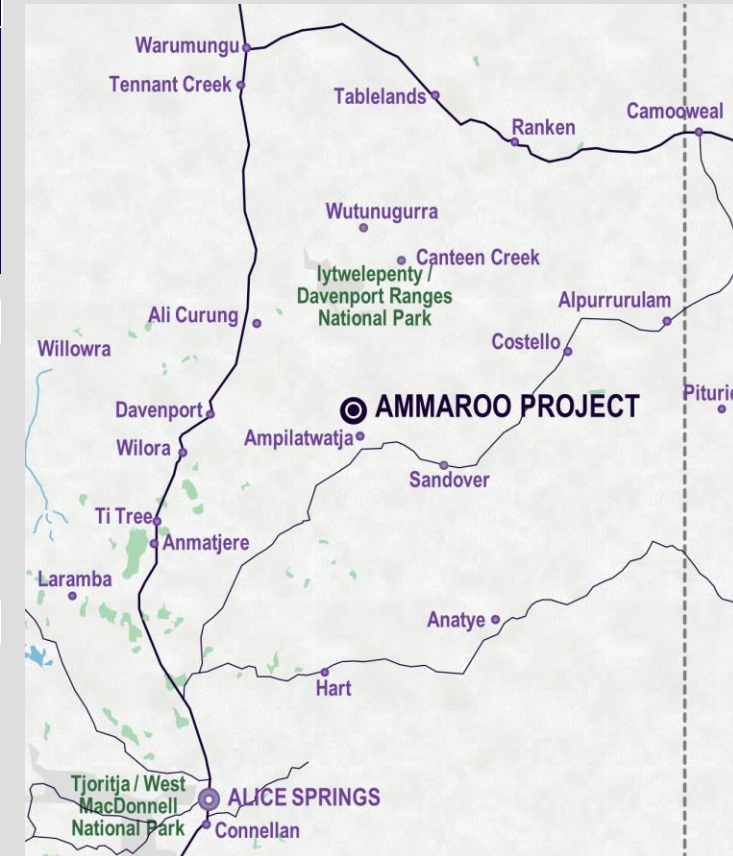 Warumungu
Tennant Creek
Tablelands
Camooweal
Ranken
Wutunugurra
Canteen Creek
Iytwelepenty /
Davenport Ranges
National Park
Alpurrurulam
Ali Curung
Costello
Willowra
Davenport
AMMAROO PROJECT
Piturie
Ampilatwatja
Wilora
Sandover
Ti Tree
Anmatjere
Laramba
Anatye
Hart
Tjoritja / West
MacDonnell
National Park
ALICE SPRINGS
Connellan